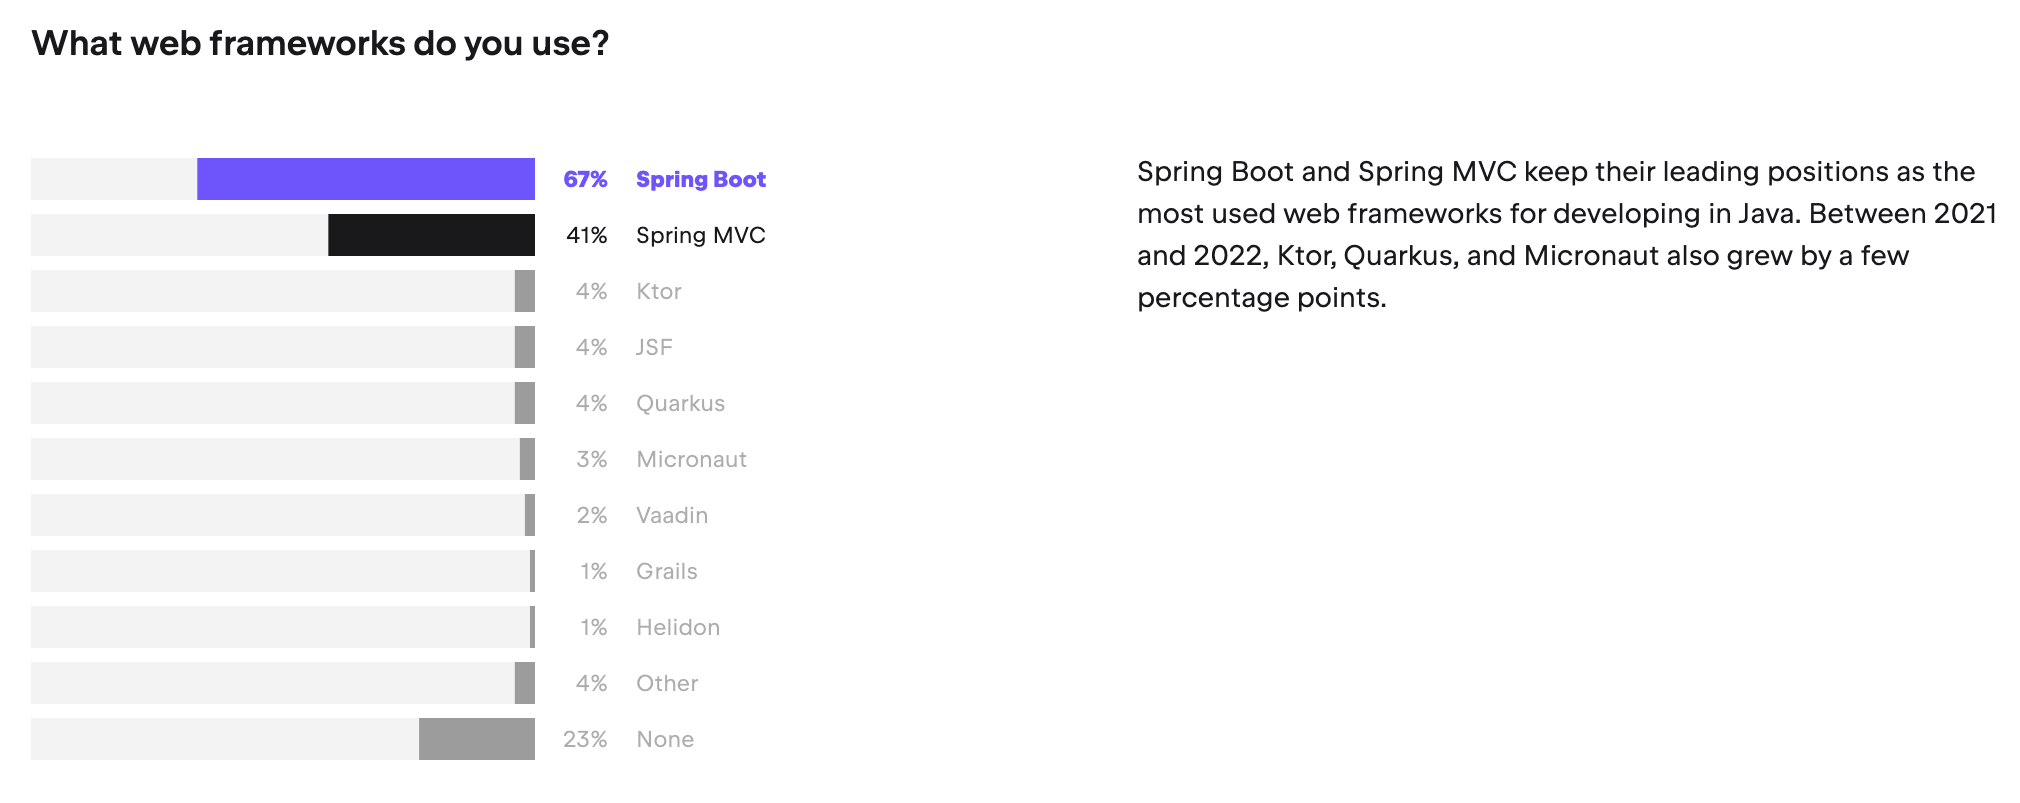 What web frameworks do you use?
67% Spring Boot
41% Spring MVC
4% Ktor
4% JSF
4% Quarkus
3% Micronaut
2% Vaadin
1% Grails
1% Helidon
4% Other
23% None
Spring Boot and Spring MVC keep their leading positions as the
most used web frameworks for developing in Java. Between 2021
and 2022, Ktor, Quarkus, and Micronaut also grew by a few
percentage points.